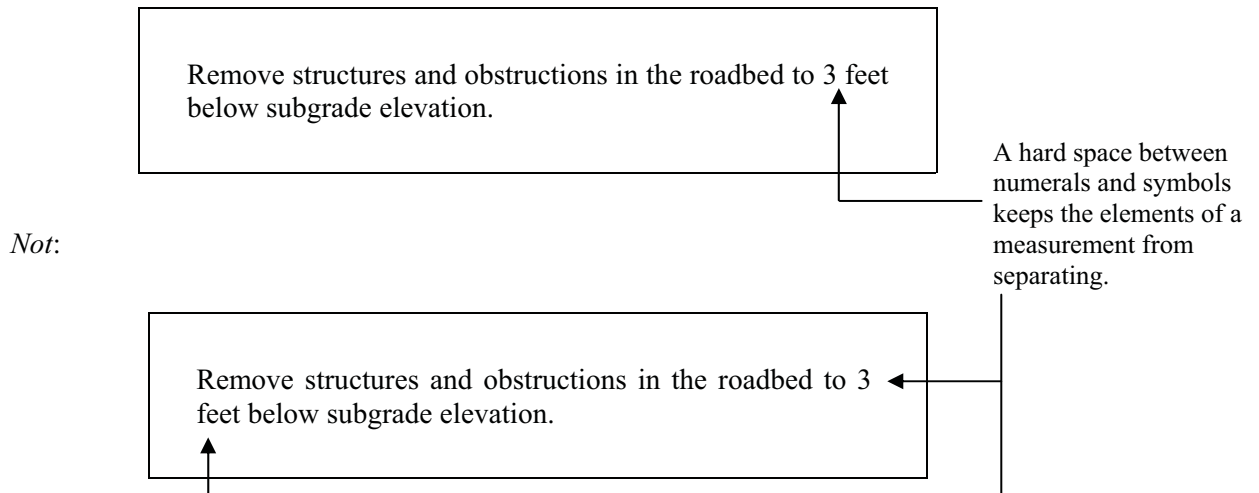 Remove structures and obstructions in the roadbed to 3 feet
below subgrade elevation.
A hard space between
numerals and symbols
keeps the elements of a
measurement from
separating.
Not:
Remove structures and obstructions in the roadbed to 3
feet below subgrade elevation.